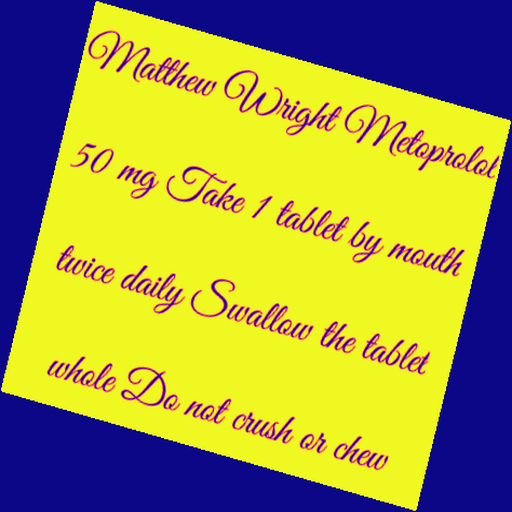 Matthew Wright Metoprolol
50 mg Take 1 tablet by mouth
twice daily Swallow the tablet
whole Do not crush or chew